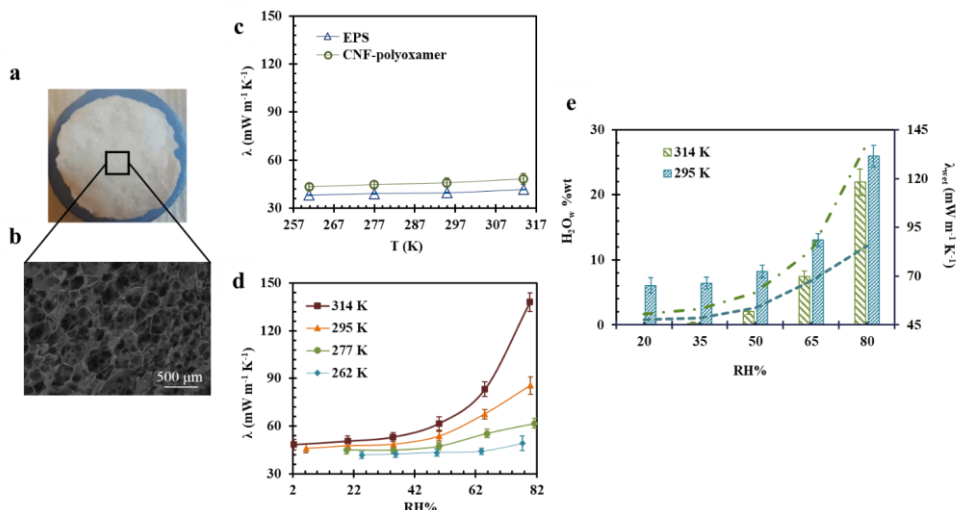 a
b
500 µm
c
λ (mW m⁻¹ K⁻¹)
150
120
90
60
30
EPS
CNF-polyoxamer
257 267 277 287 297 307 317
T (K)
d
λ (mW m⁻¹ K⁻¹)
150
120
90
60
30
314 K
295 K
277 K
262 K
2 22 42 62 82
RH%
e
H₂O_w %wt
30
20
10
0
314 K
295 K
145
120
95
70
45
λ_wet (mW m⁻¹ K⁻¹)
20 35 50 65 80
RH%